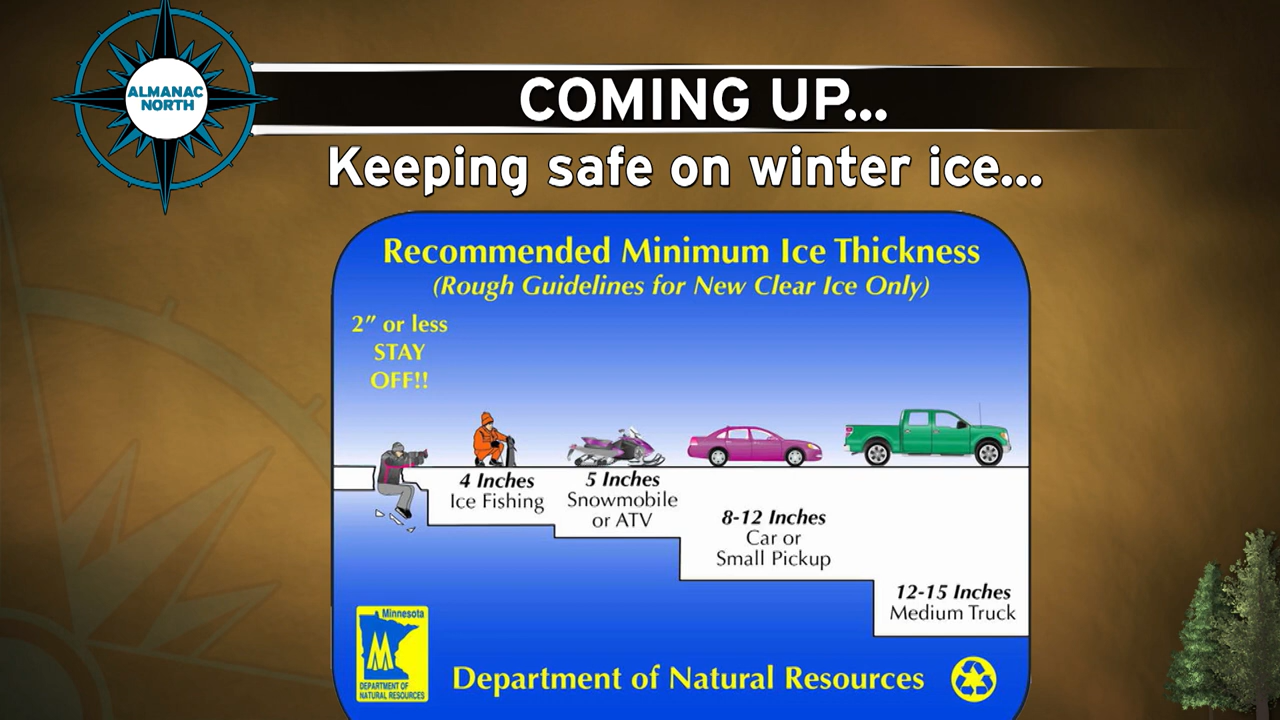 ALMANAC
NORTH
COMING UP...
Keeping safe on winter ice...
Recommended Minimum Ice Thickness
(Rough Guidelines for New Clear Ice Only)
2" or less
STAY
OFF!!
4 Inches
Ice Fishing
5 Inches
Snowmobile
or ATV
8-12 Inches
Car or
Small Pickup
12-15 Inches
Medium Truck
Minnesota
M
DEPARTMENT OF
NATURAL RESOURCES
Department of Natural Resources